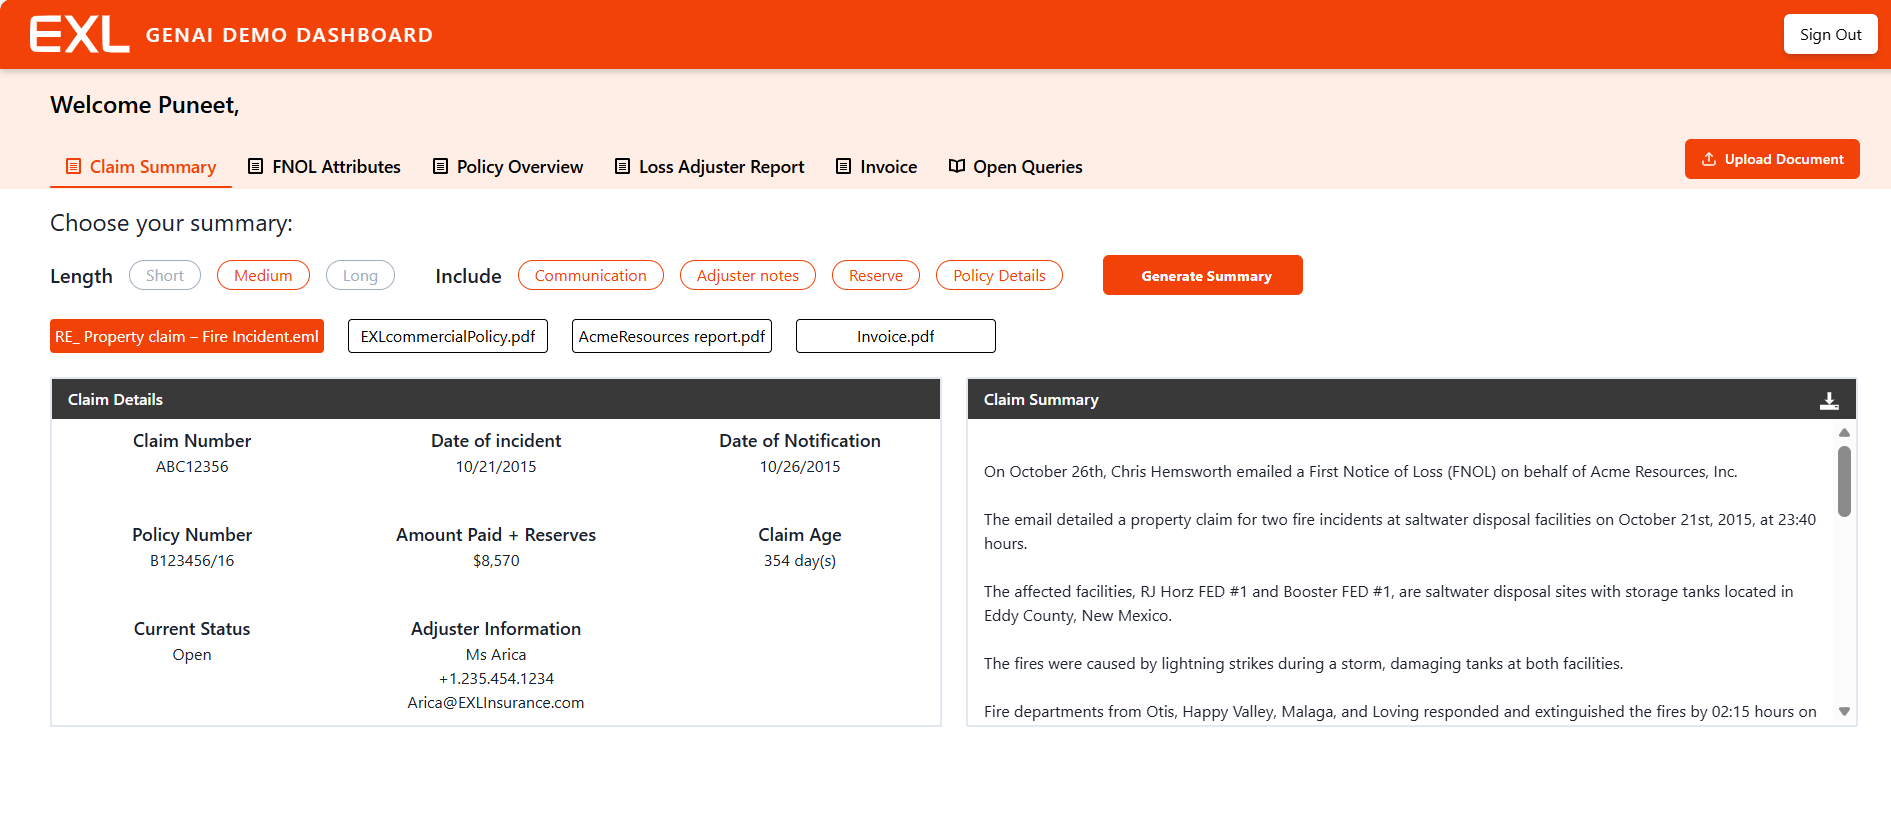 EXL GENAI DEMO DASHBOARD
Sign Out
Welcome Puneet,
Claim Summary FNOL Attributes Policy Overview Loss Adjuster Report Invoice Open Queries
Upload Document
Choose your summary:
Length Short Medium Long Include Communication Adjuster notes Reserve Policy Details Generate Summary
RE_ Property claim – Fire Incident.eml EXLcommercialPolicy.pdf AcmeResources report.pdf Invoice.pdf
Claim Details
Claim Number Date of incident Date of Notification
ABC12356 10/21/2015 10/26/2015
Policy Number Amount Paid + Reserves Claim Age
B123456/16 $8,570 354 day(s)
Current Status Adjuster Information
Open Ms Arica
+1.235.454.1234
Arica@EXLInsurance.com
Claim Summary
On October 26th, Chris Hemsworth emailed a First Notice of Loss (FNOL) on behalf of Acme Resources, Inc.
The email detailed a property claim for two fire incidents at saltwater disposal facilities on October 21st, 2015, at 23:40
hours.
The affected facilities, RJ Horz FED #1 and Booster FED #1, are saltwater disposal sites with storage tanks located in
Eddy County, New Mexico.
The fires were caused by lightning strikes during a storm, damaging tanks at both facilities.
Fire departments from Otis, Happy Valley, Malaga, and Loving responded and extinguished the fires by 02:15 hours on